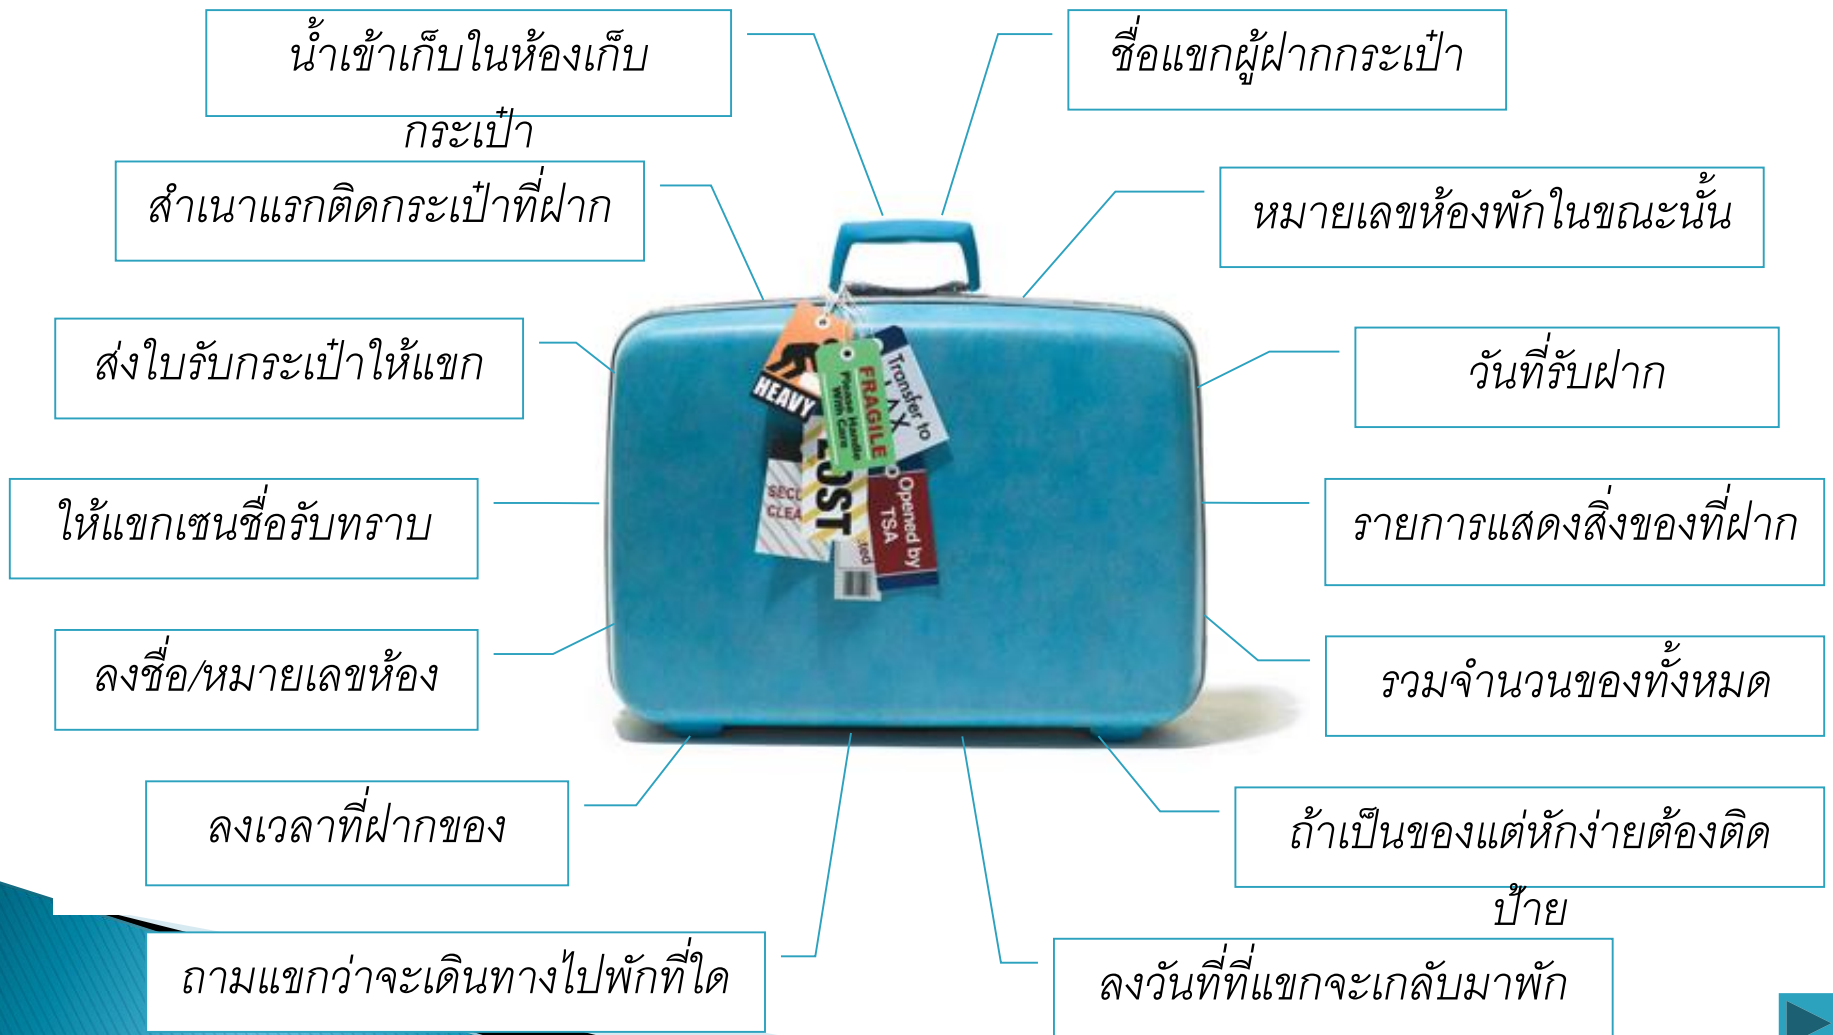 น้ำเข้าเก็บในห้องเก็บ
กระเป๋า
ชื่อแขกผู้ฝากกระเป๋า
สำเนาแรกติดกระเป๋าที่ฝาก
หมายเลขห้องพักในขณะนั้น
ส่งใบรับกระเป๋าให้แขก
วันที่รับฝาก
ให้แขกเซนชื่อรับทราบ
รายการแสดงสิ่งของที่ฝาก
ลงชื่อ/หมายเลขห้อง
รวมจำนวนของทั้งหมด
ลงเวลาที่ฝากของ
ถ้าเป็นของแต่หักง่ายต้องติด
ป้าย
ถามแขกว่าจะเดินทางไปพักที่ใด
ลงวันที่ที่แขกจะเกลับมาพัก
HEAVY
FRAGILE
Please Handle
With Care
Transfer to
LAX
LOST
SECU
CLEA
Opened by
TSA